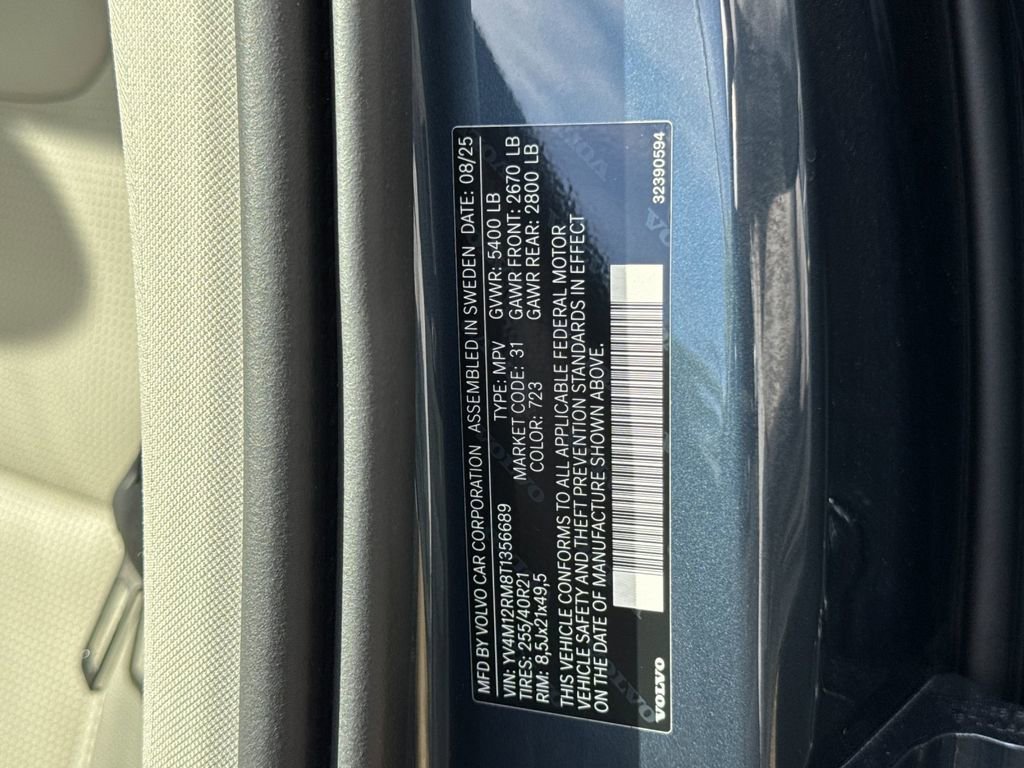 MFD BY VOLVO CAR CORPORATION ASSEMBLED IN SWEDEN DATE: 08/25
VIN: YV4M12RM8T1356689 TYPE: MPV GVWR: 5400 LB
TIRES: 255/40R21 MARKET CODE: 31 GAWR FRONT: 2670 LB
RIM: 8,5Jx21x49,5 COLOR: 723 GAWR REAR: 2800 LB
THIS VEHICLE CONFORMS TO ALL APPLICABLE FEDERAL MOTOR
VEHICLE SAFETY AND THEFT PREVENTION STANDARDS IN EFFECT
ON THE DATE OF MANUFACTURE SHOWN ABOVE.
VOLVO 32390594